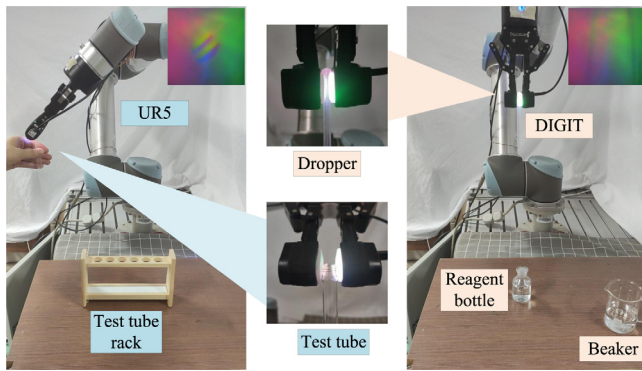 UR5
Test tube
rack
Dropper
Test tube
DIGIT
Reagent
bottle
Beaker